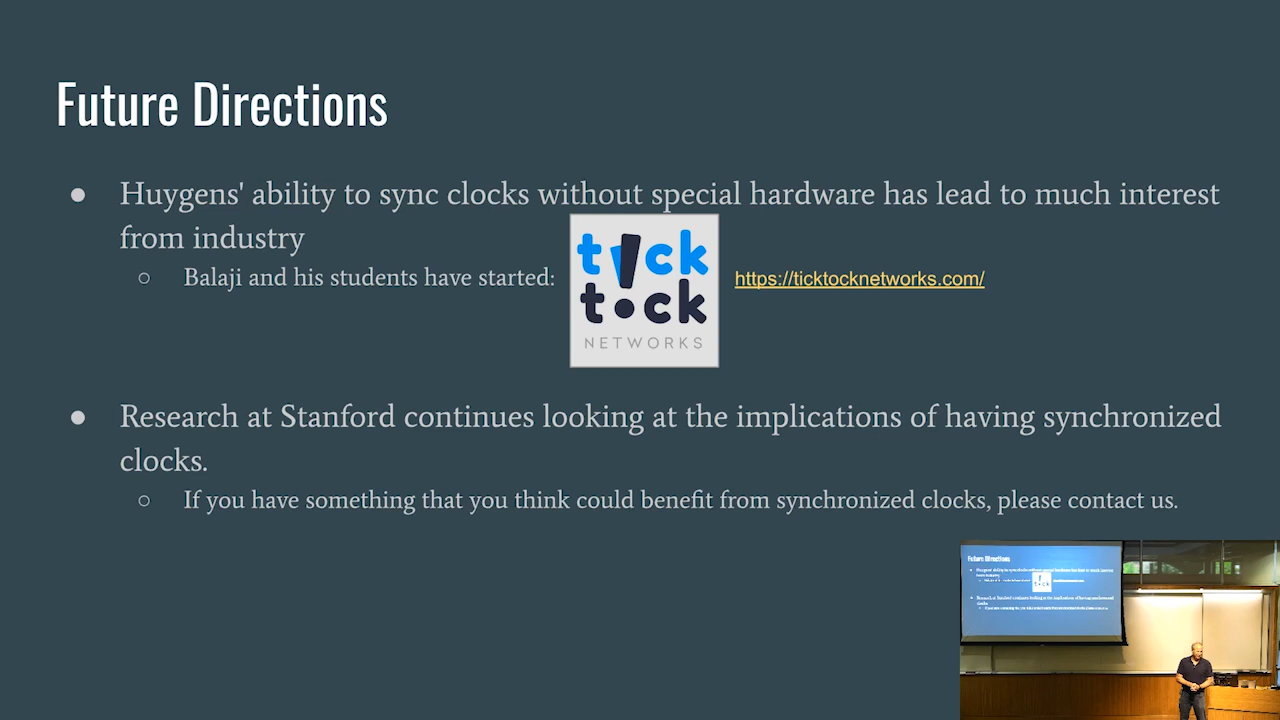 Future Directions
● Huygens' ability to sync clocks without special hardware has lead to much interest
from industry
○ Balaji and his students have started:
tick
tock
NETWORKS
https://ticktocknetworks.com/
● Research at Stanford continues looking at the implications of having synchronized
clocks.
○ If you have something that you think could benefit from synchronized clocks, please contact us.
Future Directions